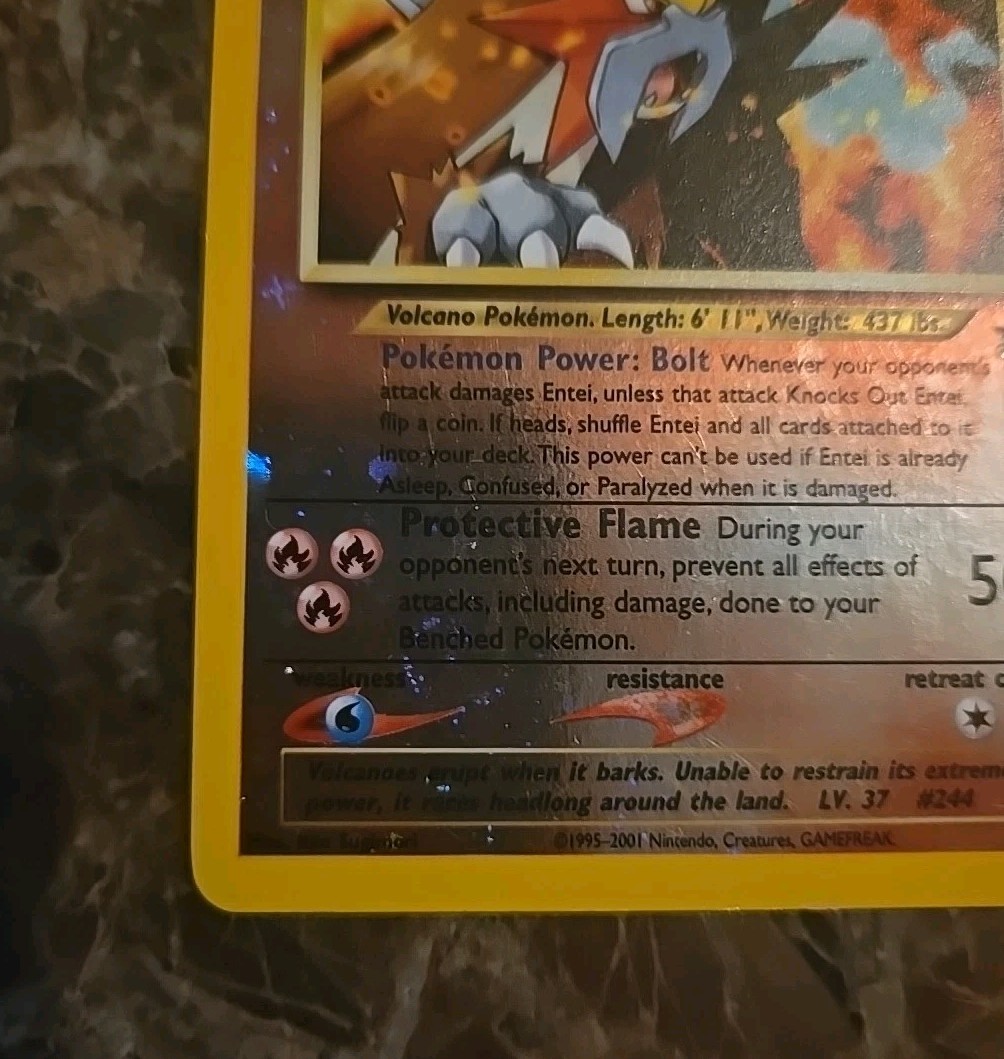 Volcano Pokémon. Length: 6' 11", Weight: 437 lbs.
Pokémon Power: Bolt Whenever your opponent's
attack damages Entei, unless that attack Knocks Out Entei,
flip a coin. If heads, shuffle Entei and all cards attached to it
into your deck. This power can't be used if Entei is already
Asleep, Confused, or Paralyzed when it is damaged.
Protective Flame During your
opponent's next turn, prevent all effects of
attacks, including damage, done to your
Benched Pokémon.
5
weakness resistance retreat c
Volcanoes erupt when it barks. Unable to restrain its extrem
power, it races headlong around the land. LV. 37 #244
©1995-2001 Nintendo, Creatures, GAMEFREAK.